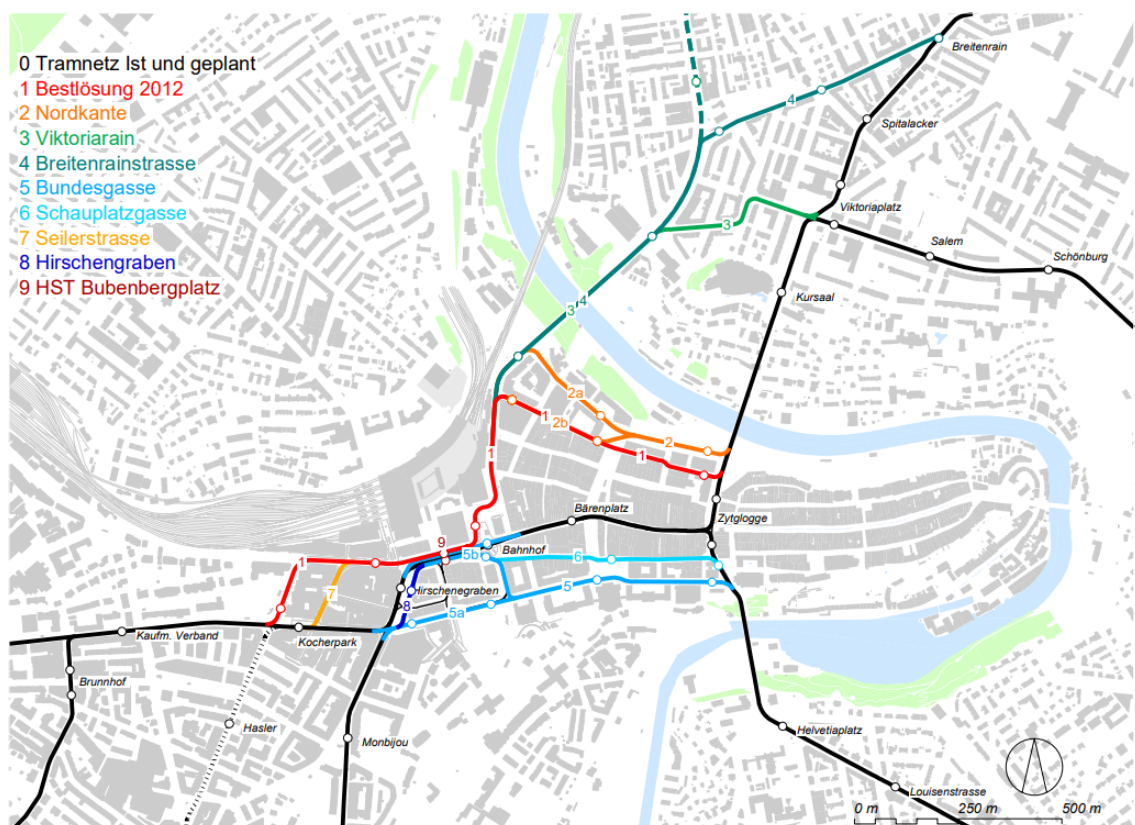 0 Tramnetz Ist und geplant
1 Bestlösung 2012
2 Nordkante
3 Viktoriarain
4 Breitenrainstrasse
5 Bundesgasse
6 Schauplatzgasse
7 Seilerstrasse
8 Hirschengraben
9 HST Bubenbergplatz
Breitenrain
4
Spitalacker
Viktoriaplatz
3
Salem
Schönburg
Kursaal
3 4
2a
1
2b
2
1
1
Bärenplatz
Zytglogge
9
Bahnhof
5b
6
1
Hirschenegraben
5
7
8
5a
Kaufm. Verband
Kocherpark
Brunnhof
Hasler
Monbijou
Helvetiaplatz
Louisenstrasse
0 m 250 m 500 m